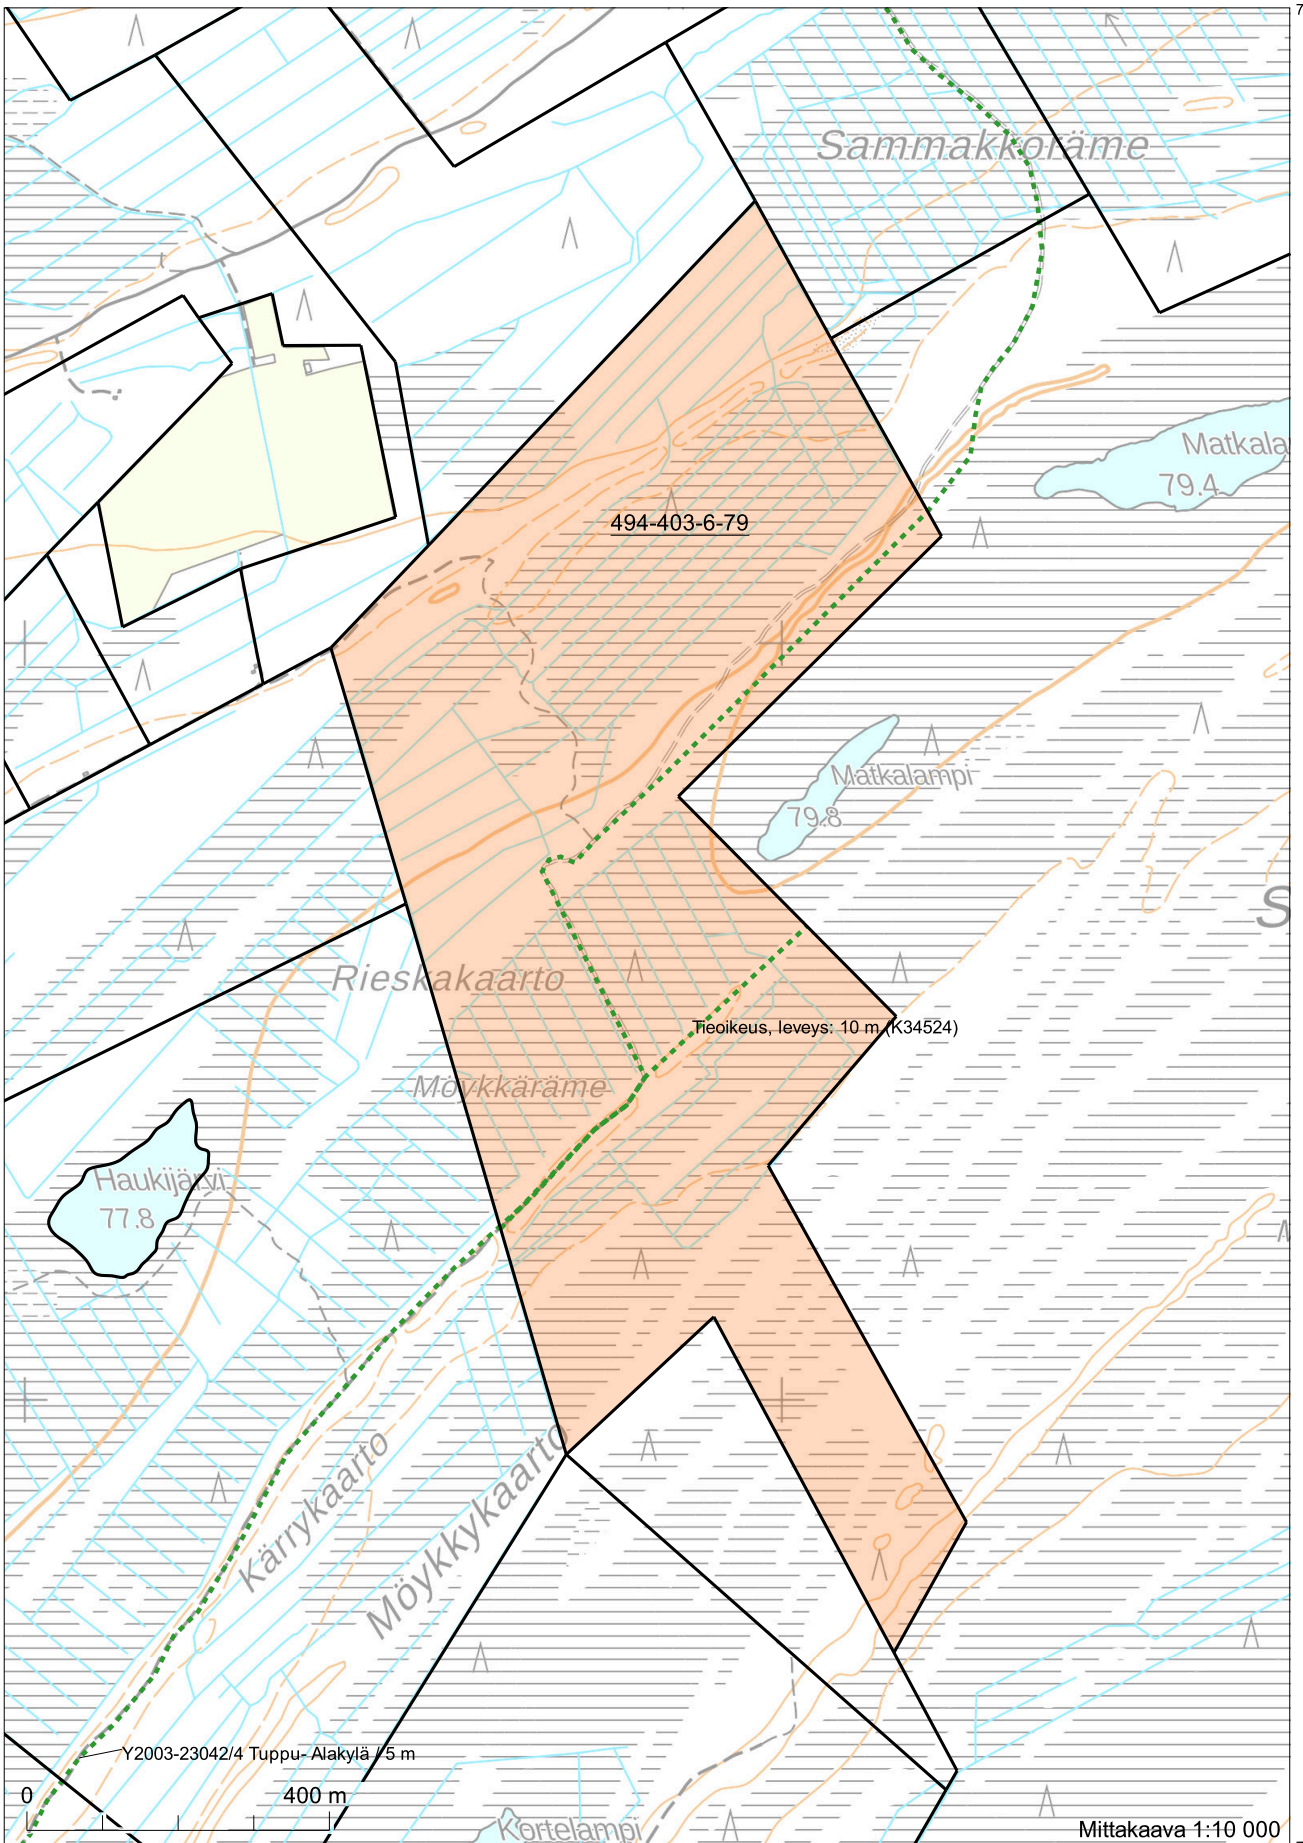 7
Sammakkoräme
Matkala
79.4
494-403-6-79
Matkalampi
79.8
S
Rieskakaarto
Tieoikeus, leveys: 10 m (K34524)
Möykkäräme
Haukijärvi
77.8
Kärrykaarto
Möykkykaarto
Y2003-23042/4 Tuppu- Alakylä / 5 m
0 400 m
Kortelampi
Mittakaava 1:10 000